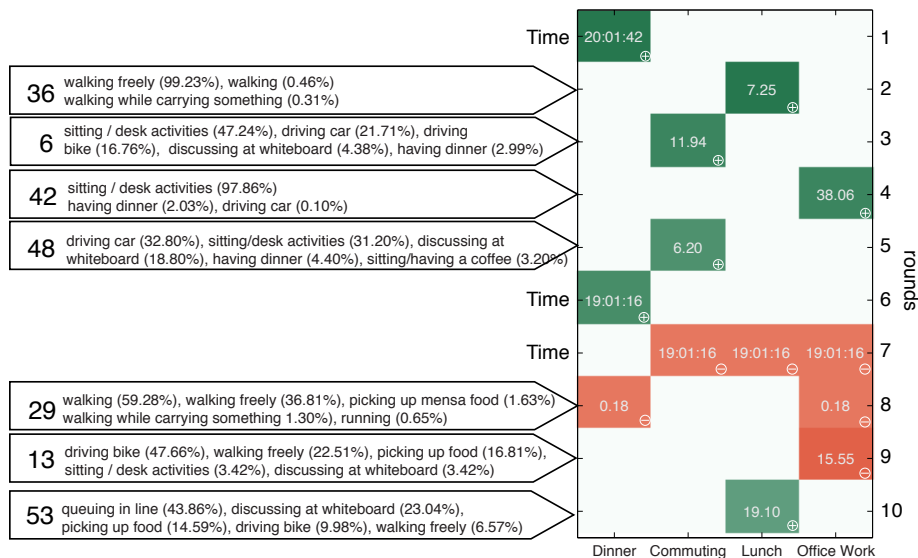 Time 20:01:42 ⊕ 1
36 walking freely (99.23%), walking (0.46%)
walking while carrying something (0.31%)
7.25 ⊕ 2
6 sitting / desk activities (47.24%), driving car (21.71%), driving
bike (16.76%), discussing at whiteboard (4.38%), having dinner (2.99%)
11.94 ⊕ 3
42 sitting / desk activities (97.86%)
having dinner (2.03%), driving car (0.10%)
38.06 ⊕ 4
48 driving car (32.80%), sitting/desk activities (31.20%), discussing at
whiteboard (18.80%), having dinner (4.40%), sitting/having a coffee (3.20%)
6.20 ⊕ 5
Time 19:01:16 ⊕ 6
Time 19:01:16 ⊖ 19:01:16 ⊖ 19:01:16 ⊖ 7
29 walking (59.28%), walking freely (36.81%), picking up mensa food (1.63%)
walking while carrying something 1.30%), running (0.65%)
0.18 ⊖ 0.18 ⊖ 8
13 driving bike (47.66%), walking freely (22.51%), picking up food (16.81%)
sitting / desk activities (3.42%), discussing at whiteboard (3.42%)
15.55 ⊖ 9
53 queuing in line (43.86%), discussing at whiteboard (23.04%),
picking up food (14.59%), driving bike (9.98%), walking freely (6.57%)
19.10 ⊕ 10
rounds
Dinner Commuting Lunch Office Work